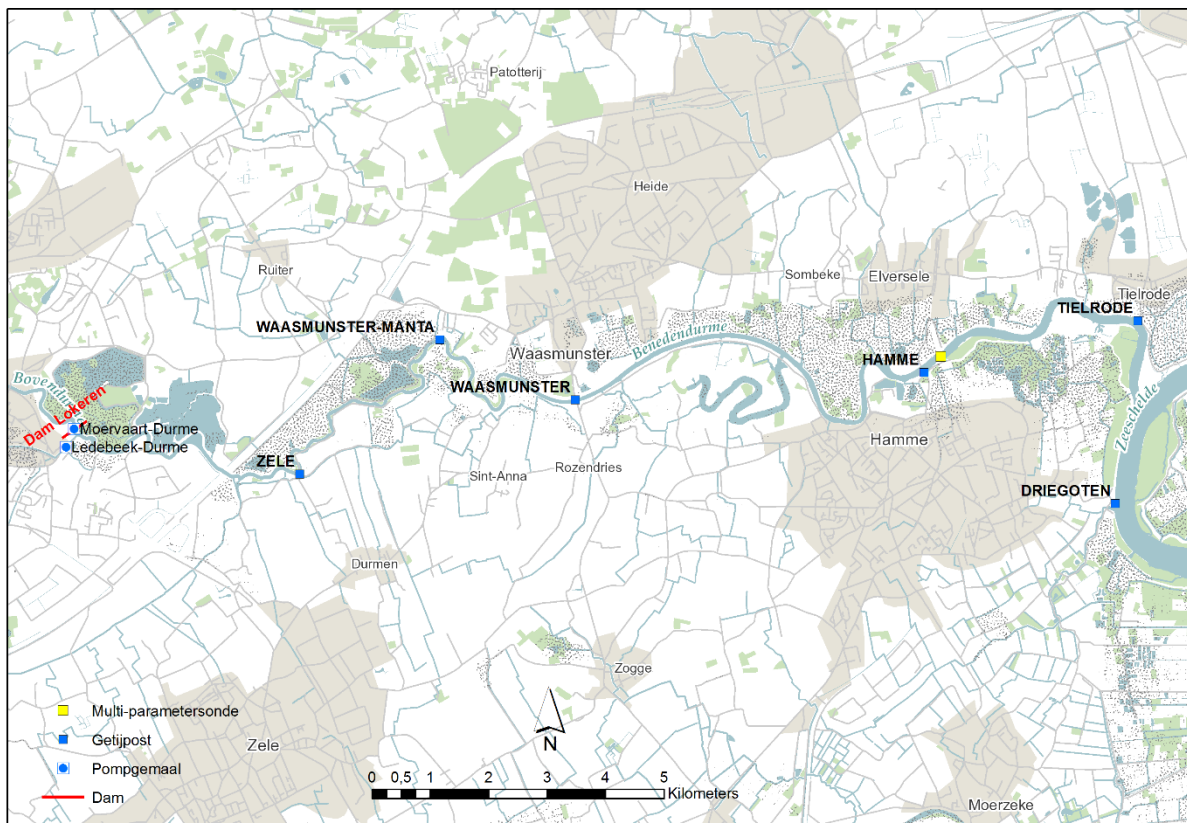 Patotterij
Heide
Ruiter
Sombeke
Elversele
TIELRODE
Tielrode
WAASMUNSTER-MANTA
Waasmunster
Benedendurme
HAMME
WAASMUNSTER
Dam Lokeren
Moervaart-Durme
Ledebeek-Durme
Hamme
Zeeschelde
ZELE
Sint-Anna
Rozendries
DRIEGOTEN
Durmen
Zogge
Multi-parametersonde
Getijpost
Zele
Pompgemaal
N
Dam
0 0,5 1 2 3 4 5
Kilometers
Moerzeke